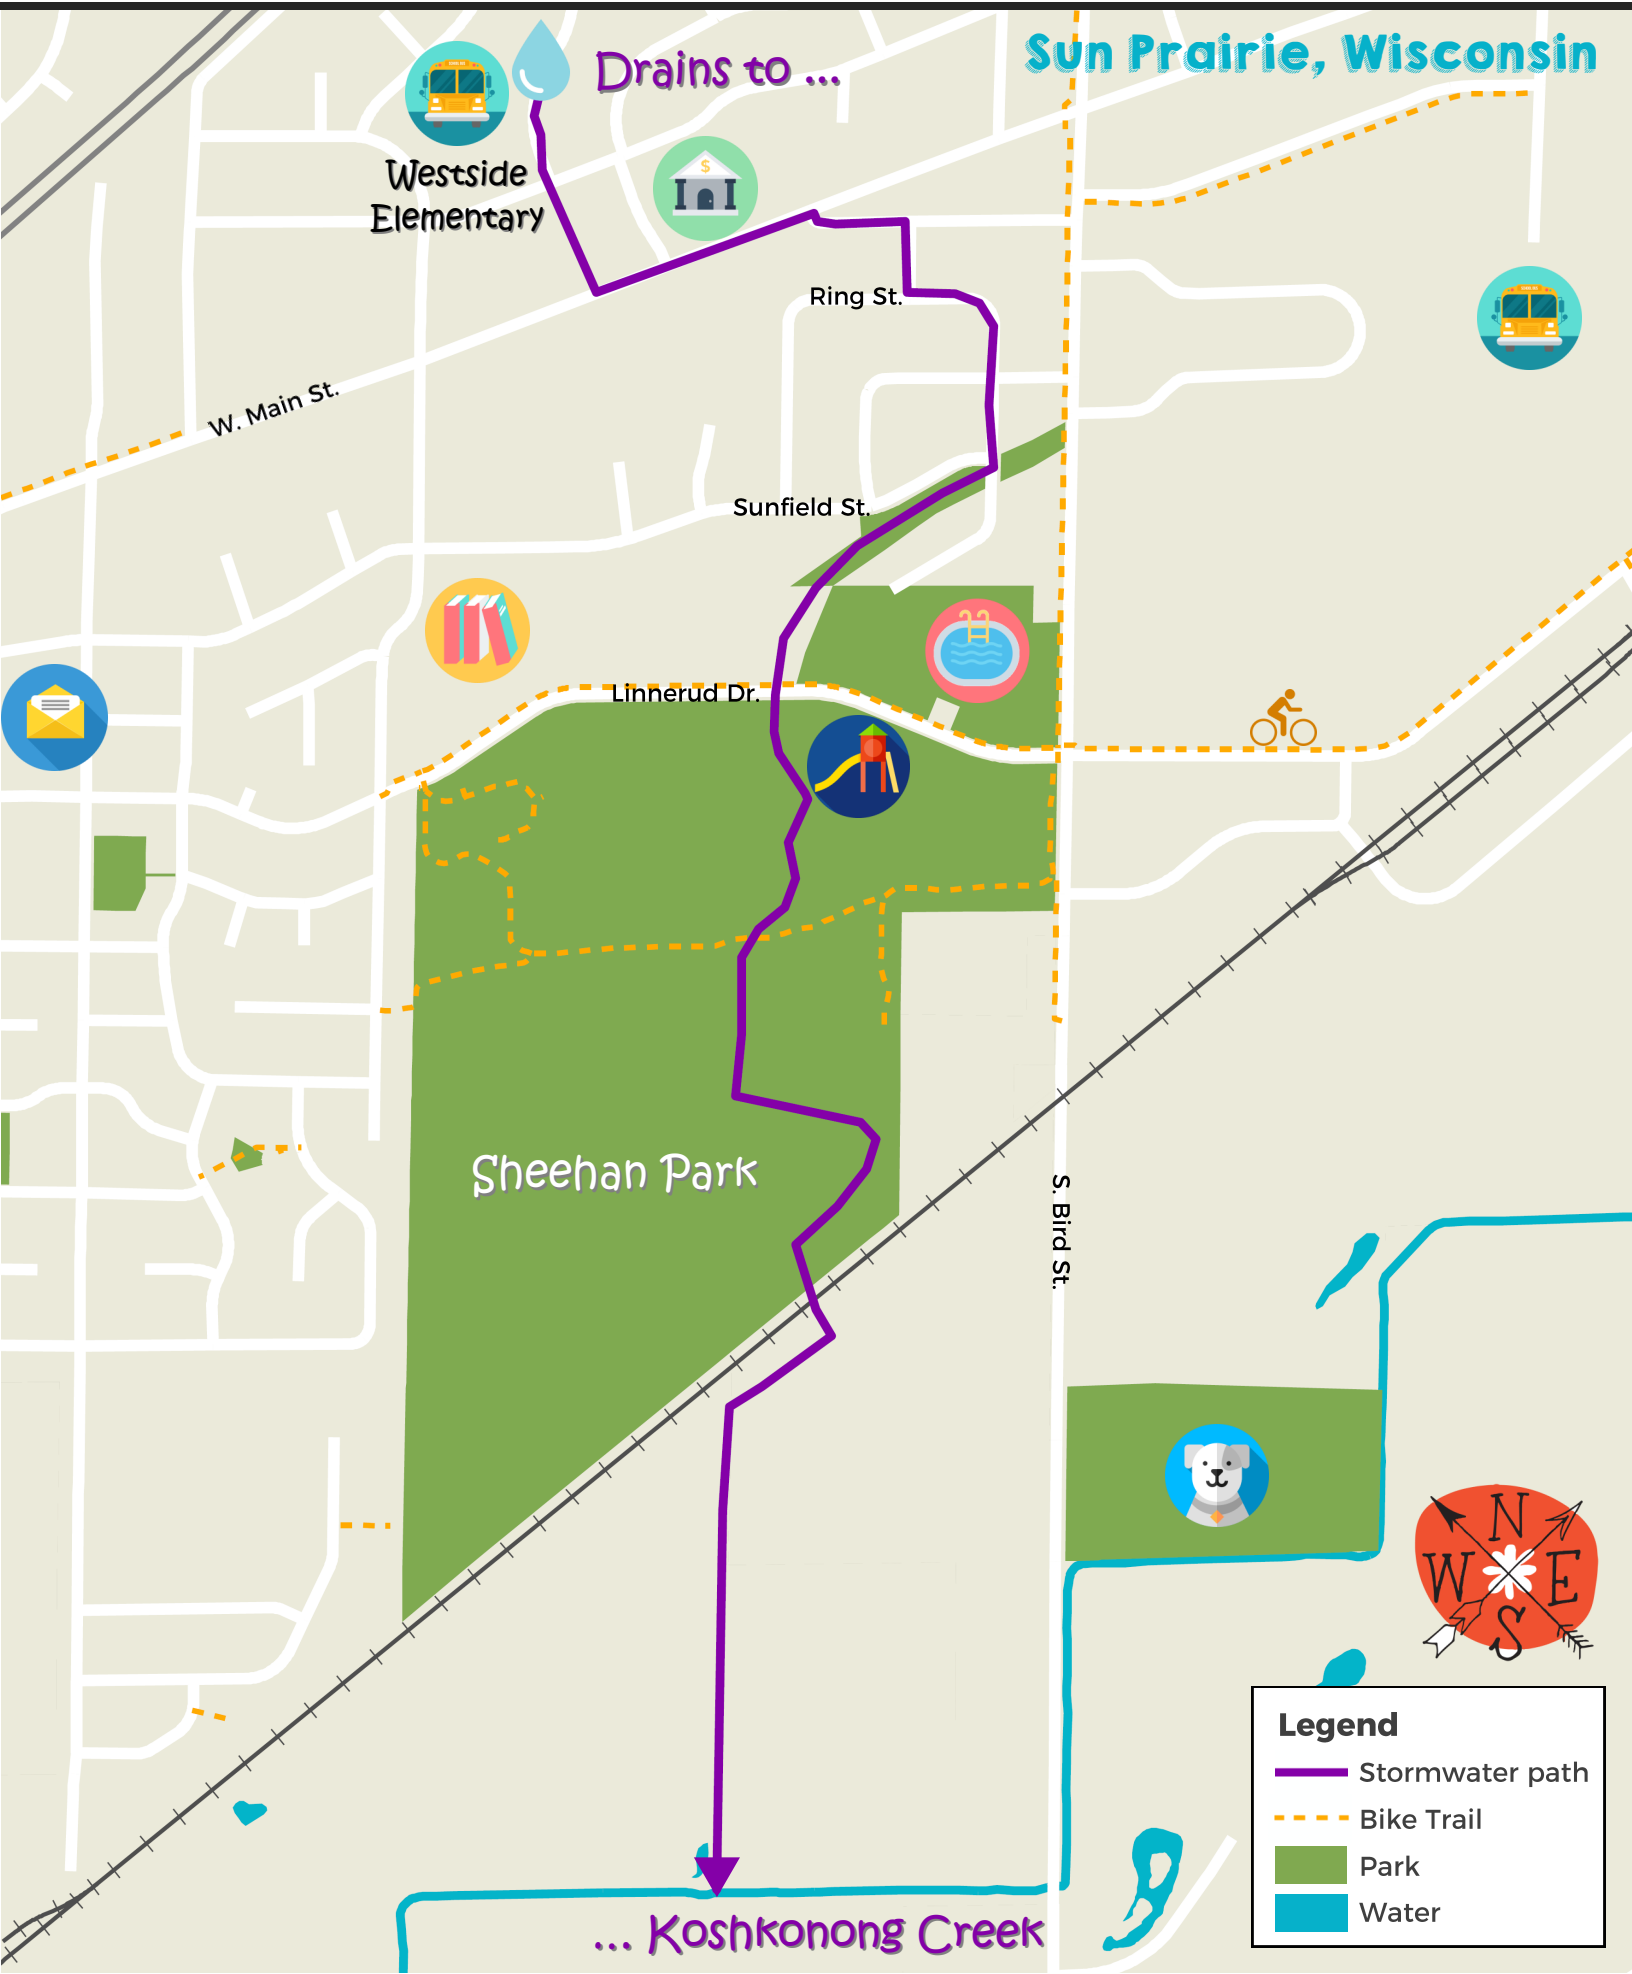 Sun Prairie, Wisconsin
Drains to ...
$
Westside
Elementary
Ring St.
W. Main St.
Sunfield St.
Linnerud Dr.
Sheehan Park
S. Bird St.
N
W E
S
Legend
Stormwater path
Bike Trail
Park
Water
... Koshkonong Creek